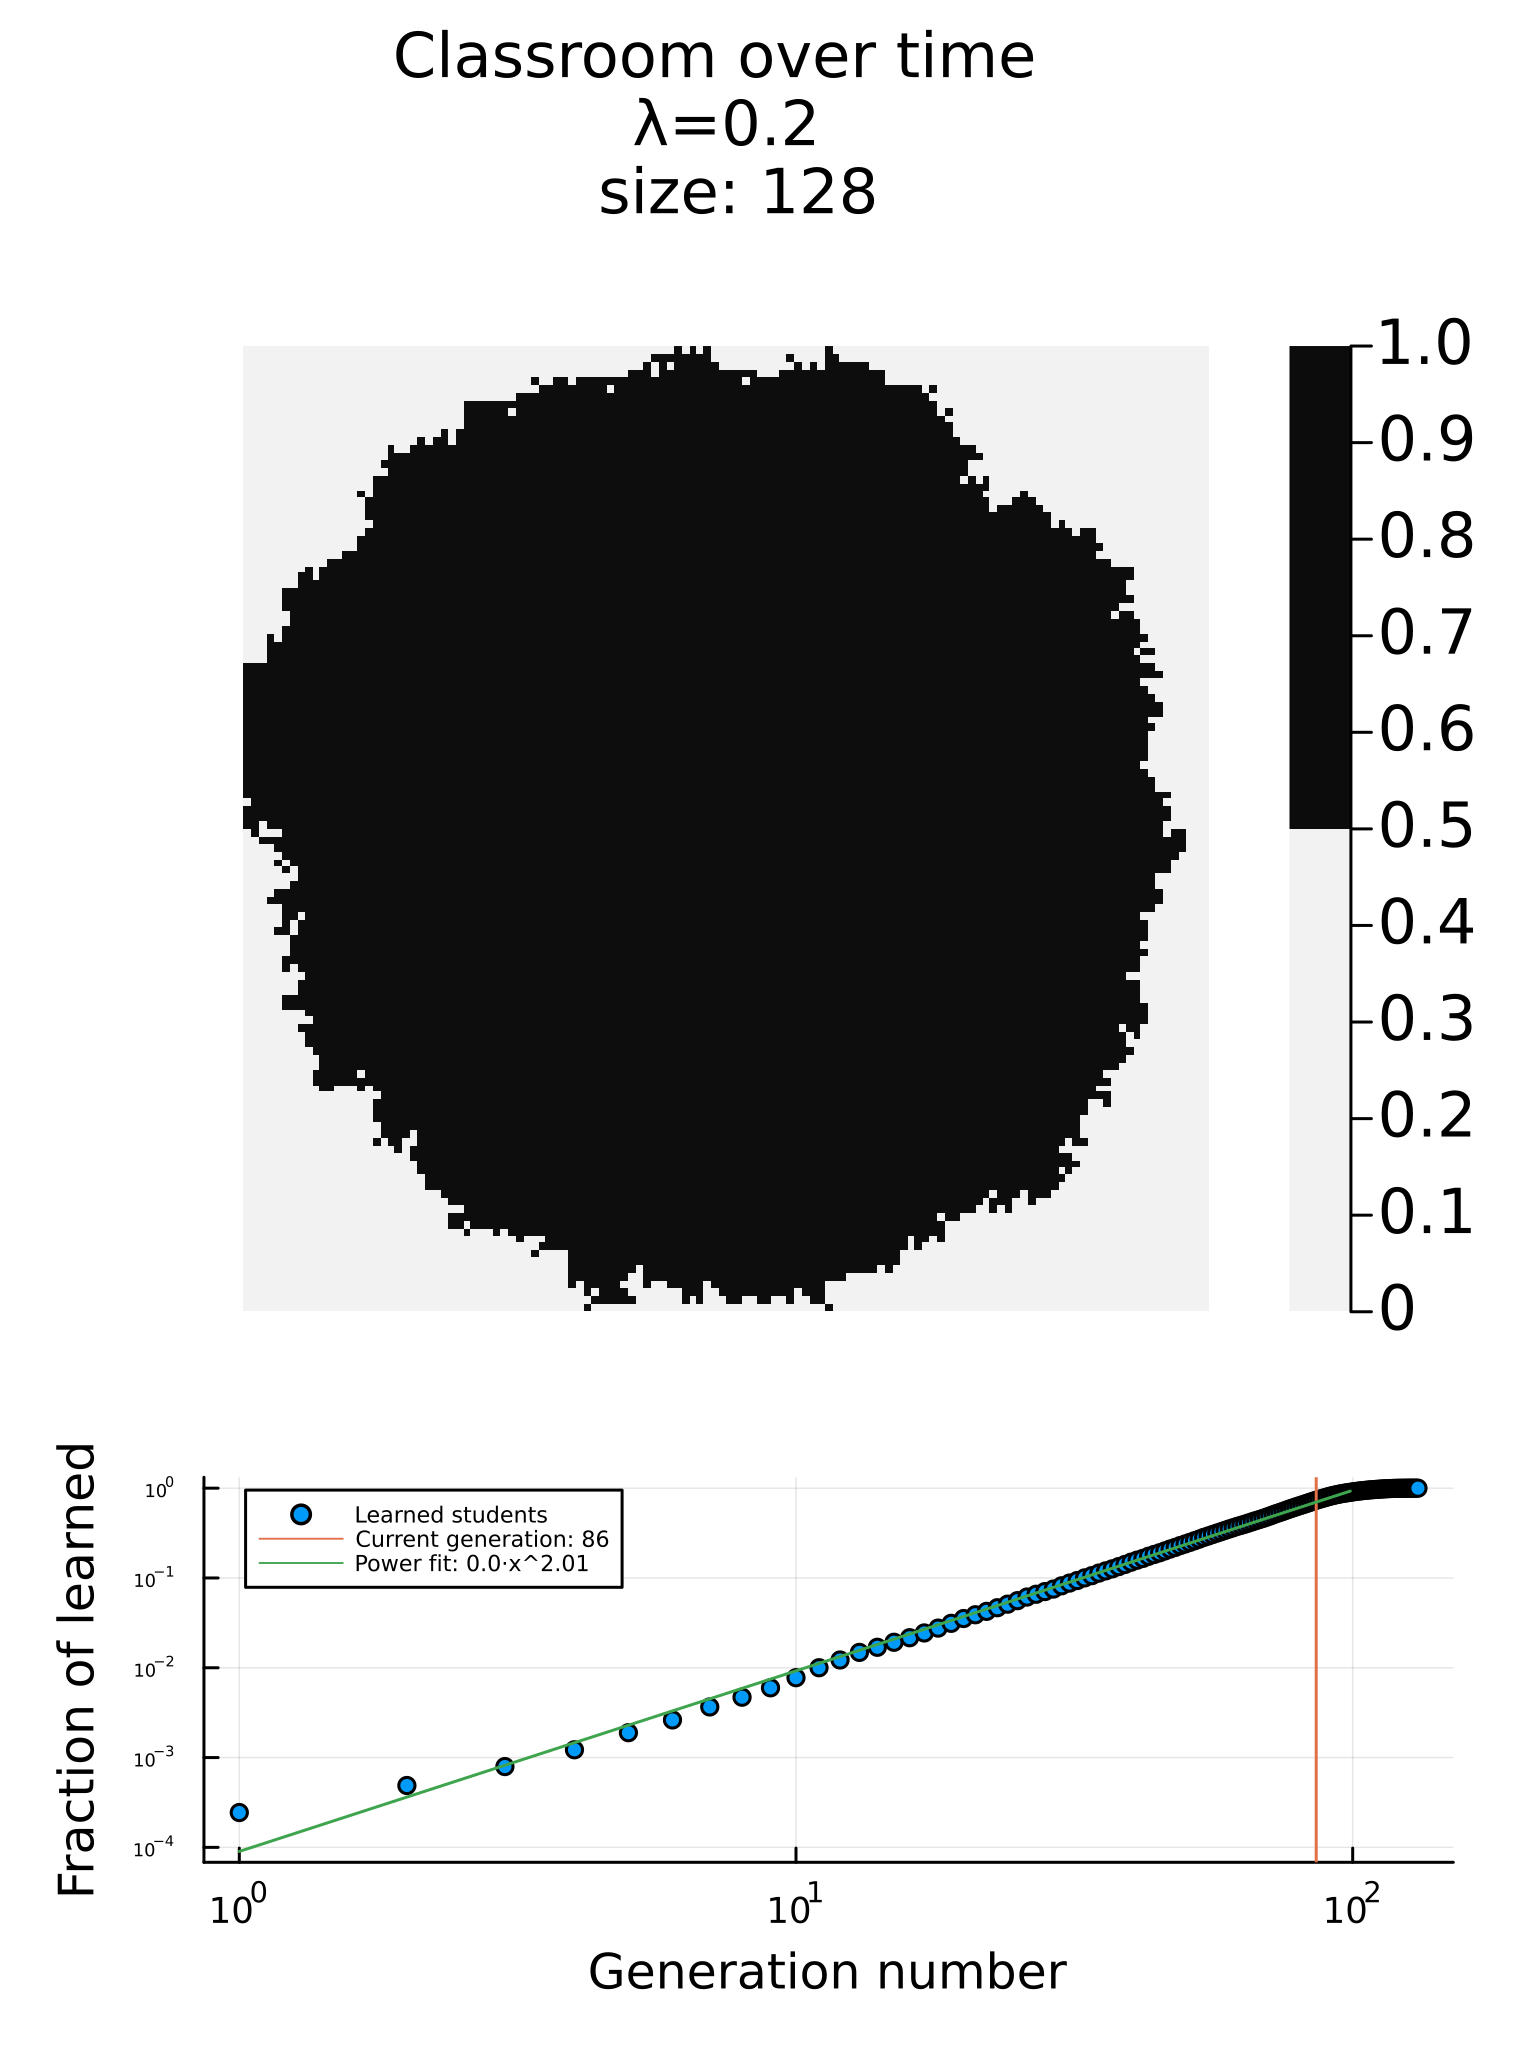 Classroom over time
λ=0.2
size: 128
1.0
0.9
0.8
0.7
0.6
0.5
0.4
0.3
0.2
0.1
0
Fraction of learned
10⁰
10⁻¹
10⁻²
10⁻³
10⁻⁴
Learned students
Current generation: 86
Power fit: 0.0·x^2.01
10⁰ 10¹ 10²
Generation number